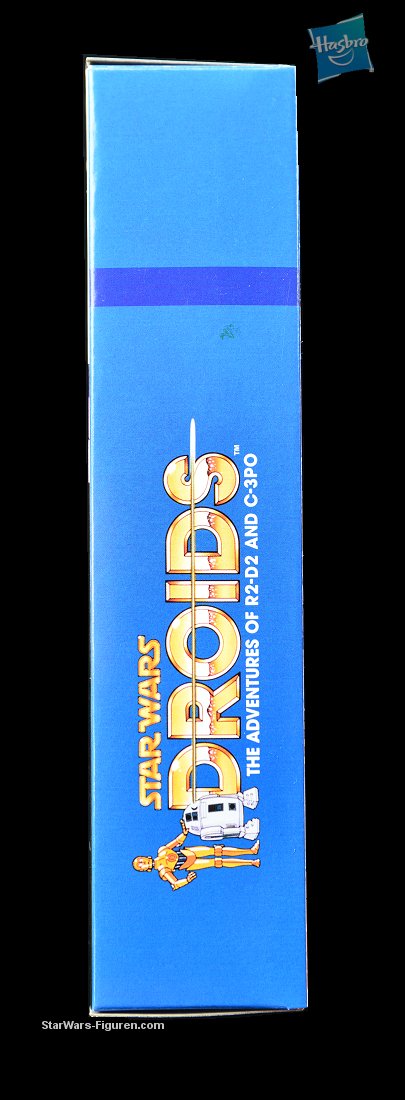 Hasbro
STAR WARS
DROIDS™
THE ADVENTURES OF R2-D2 AND C-3PO
StarWars-Figuren.com